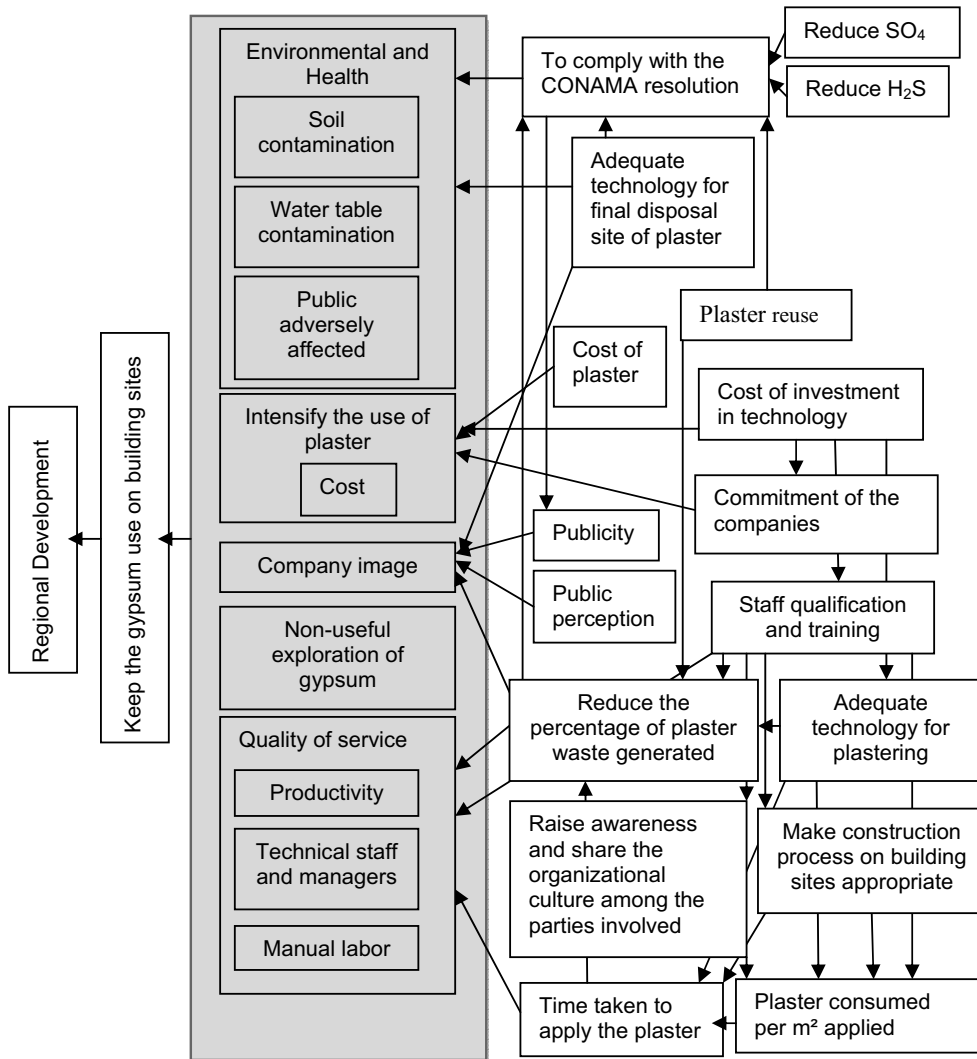 Regional Development
Keep the gypsum use on building sites
Environmental and
Health
Soil
contamination
Water table
contamination
Public
adversely
affected
Intensify the use of
plaster
Cost
Company image
Non-useful
exploration of
gypsum
Quality of service
Productivity
Technical staff
and managers
Manual labor
To comply with the
CONAMA resolution
Reduce SO₄
Reduce H₂S
Adequate
technology for
final disposal
site of plaster
Plaster reuse
Cost of
plaster
Cost of investment
in technology
Commitment of the
companies
Publicity
Public
perception
Staff qualification
and training
Reduce the
percentage of plaster
waste generated
Adequate
technology for
plastering
Raise awareness
and share the
organizational
culture among the
parties involved
Make construction
process on building
sites appropriate
Time taken to
apply the plaster
Plaster consumed
per m² applied